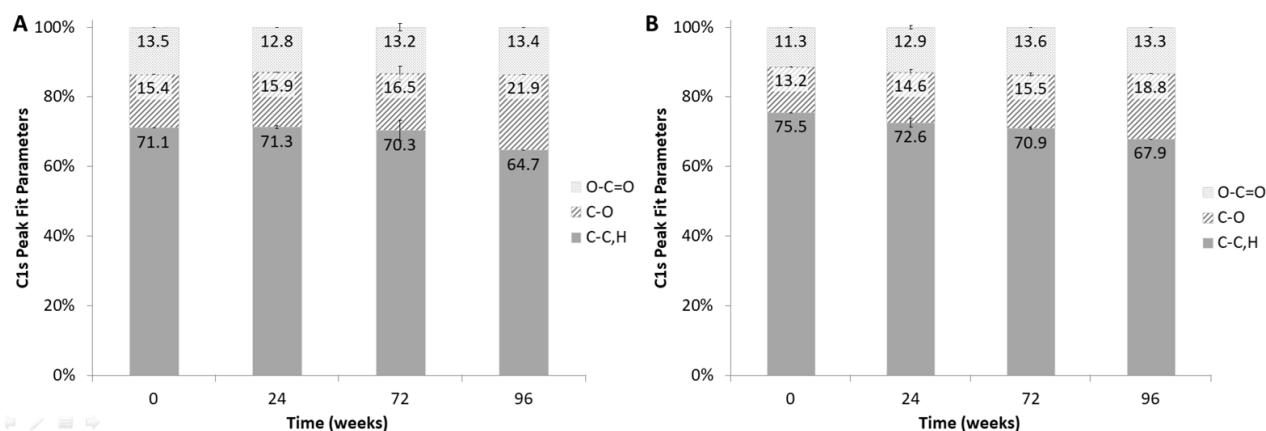 A
100%
80%
60%
40%
20%
0%
C1s Peak Fit Parameters
13.5 12.8 13.2 13.4
15.4 15.9 16.5 21.9
71.1 71.3 70.3 64.7
0 24 72 96
Time (weeks)
O-C=O
C-O
C-C,H
B
100%
80%
60%
40%
20%
0%
C1s Peak Fit Parameters
11.3 12.9 13.6 13.3
13.2 14.6 15.5 18.8
75.5 72.6 70.9 67.9
0 24 72 96
Time (weeks)
O-C=O
C-O
C-C,H